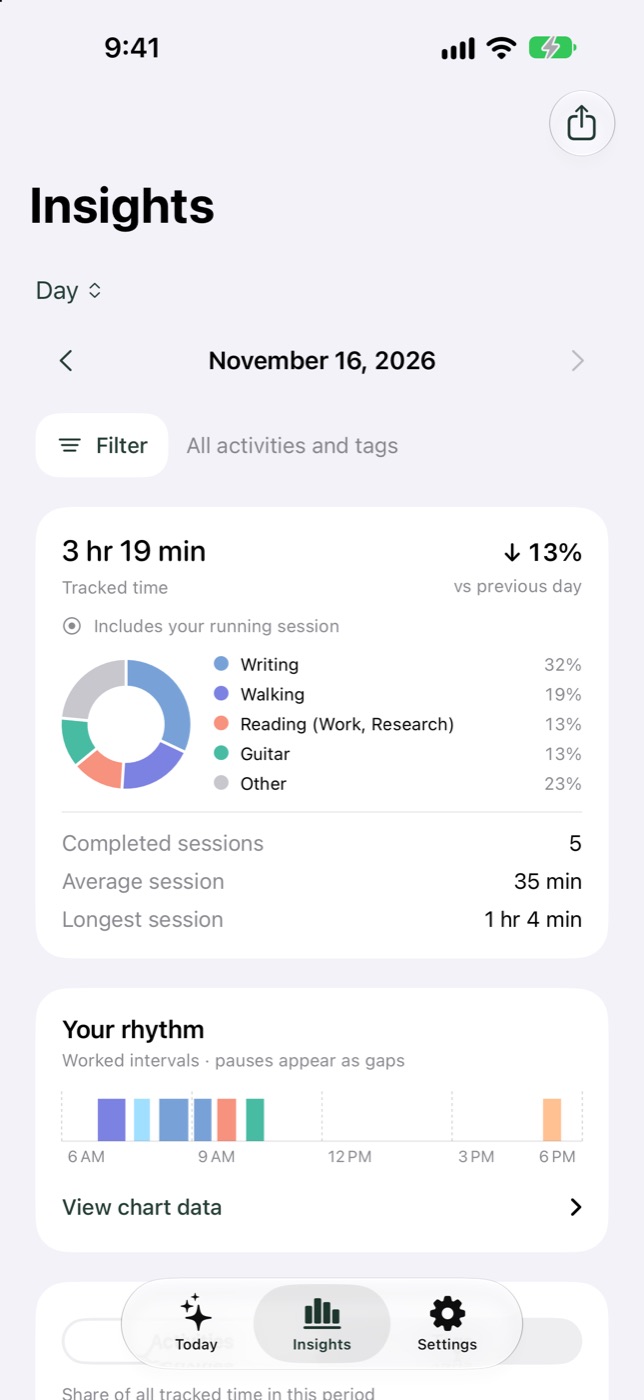 9:41
Insights
Day
November 16, 2026
Filter
All activities and tags
3 hr 19 min
↓ 13%
Tracked time
vs previous day
Includes your running session
Writing 32%
Walking 19%
Reading (Work, Research) 13%
Guitar 13%
Other 23%
Completed sessions 5
Average session 35 min
Longest session 1 hr 4 min
Your rhythm
Worked intervals · pauses appear as gaps
6 AM 9 AM 12 PM 3 PM 6 PM
View chart data
Today Insights Settings
Share of all tracked time in this period